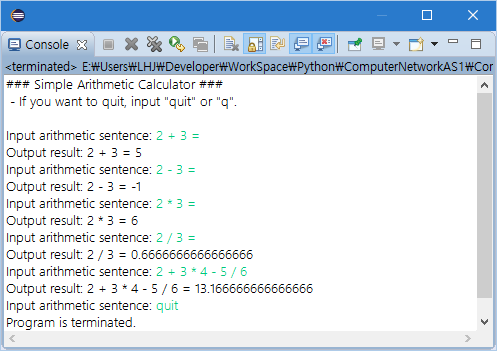 Console
<terminated> E:₩Users₩LHJ₩Developer₩WorkSpace₩Python₩ComputerNetworkAS1₩Cor
### Simple Arithmetic Calculator ###
- If you want to quit, input "quit" or "q".
Input arithmetic sentence: 2 + 3 =
Output result: 2 + 3 = 5
Input arithmetic sentence: 2 - 3 =
Output result: 2 - 3 = -1
Input arithmetic sentence: 2 * 3 =
Output result: 2 * 3 = 6
Input arithmetic sentence: 2 / 3 =
Output result: 2 / 3 = 0.6666666666666666
Input arithmetic sentence: 2 + 3 * 4 - 5 / 6
Output result: 2 + 3 * 4 - 5 / 6 = 13.166666666666666
Input arithmetic sentence: quit
Program is terminated.